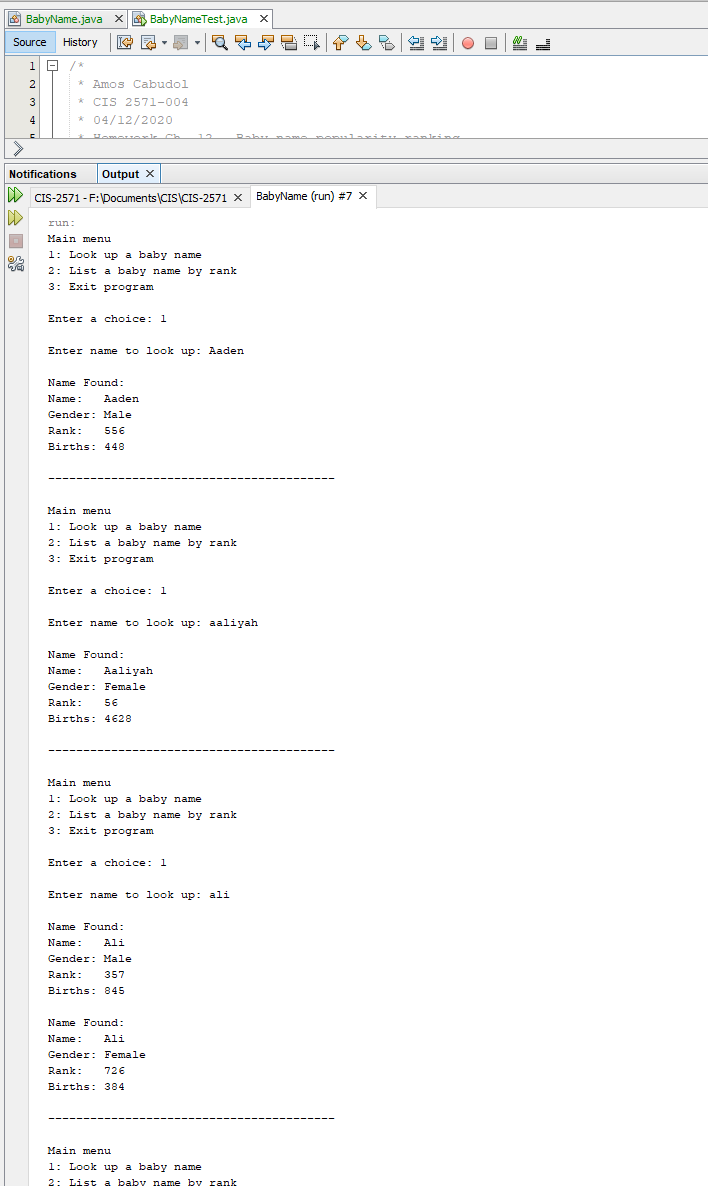 BabyName.java
BabyNameTest.java
Source History
1 /*
2 * Amos Cabudol
3 * CIS 2571-004
4 * 04/12/2020
5 * Homework Ch. 12 - Baby name popularity ranking
Notifications Output
CIS-2571 - F:\Documents\CIS\CIS-2571 BabyName (run) #7
run:
Main menu
1: Look up a baby name
2: List a baby name by rank
3: Exit program
Enter a choice: 1
Enter name to look up: Aaden
Name Found:
Name:   Aaden
Gender: Male
Rank:   556
Births: 448
-----------------------------------------
Main menu
1: Look up a baby name
2: List a baby name by rank
3: Exit program
Enter a choice: 1
Enter name to look up: aaliyah
Name Found:
Name:   Aaliyah
Gender: Female
Rank:   56
Births: 4628
-----------------------------------------
Main menu
1: Look up a baby name
2: List a baby name by rank
3: Exit program
Enter a choice: 1
Enter name to look up: ali
Name Found:
Name:   Ali
Gender: Male
Rank:   357
Births: 845
Name Found:
Name:   Ali
Gender: Female
Rank:   726
Births: 384
-----------------------------------------
Main menu
1: Look up a baby name
2: List a baby name by rank